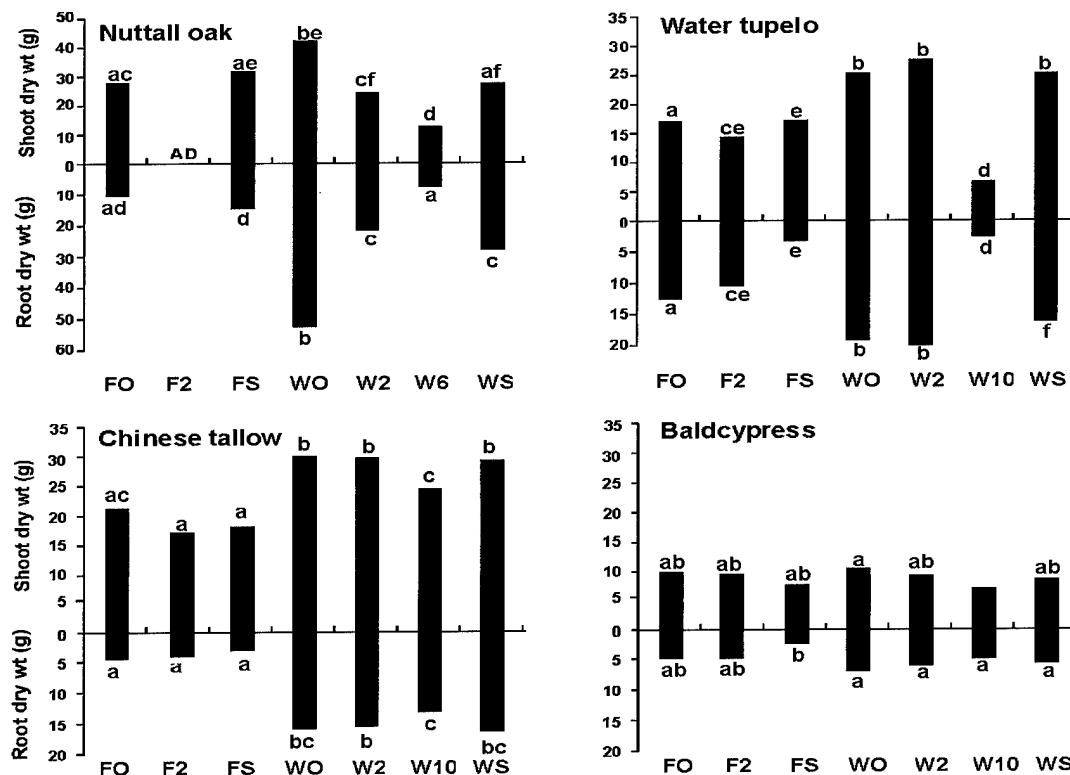 Nuttall oak
Shoot dry wt (g)
Root dry wt (g)
50
40
30
20
10
0
10
20
30
40
50
60
ac
AD
ae
be
cf
d
af
ad
d
b
c
a
c
FO F2 FS WO W2 W6 WS
Water tupelo
35
30
25
20
15
10
5
0
5
10
15
20
a
ce
e
b
b
d
b
a
ce
e
b
b
d
f
FO F2 FS WO W2 W10 WS
Chinese tallow
Shoot dry wt (g)
Root dry wt (g)
35
30
25
20
15
10
5
0
5
10
15
20
ac
a
a
b
b
c
b
a
a
a
bc
b
c
bc
FO F2 FS WO W2 W10 WS
Baldcypress
35
30
25
20
15
10
5
0
5
10
15
20
ab
ab
ab
a
ab
ab
ab
ab
b
a
a
a
a
FO F2 FS WO W2 W10 WS